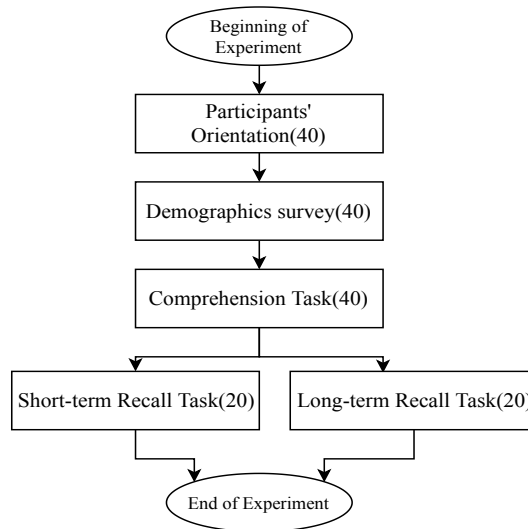 Beginning of
Experiment
Participants'
Orientation(40)
Demographics survey(40)
Comprehension Task(40)
Short-term Recall Task(20)
Long-term Recall Task(20)
End of Experiment